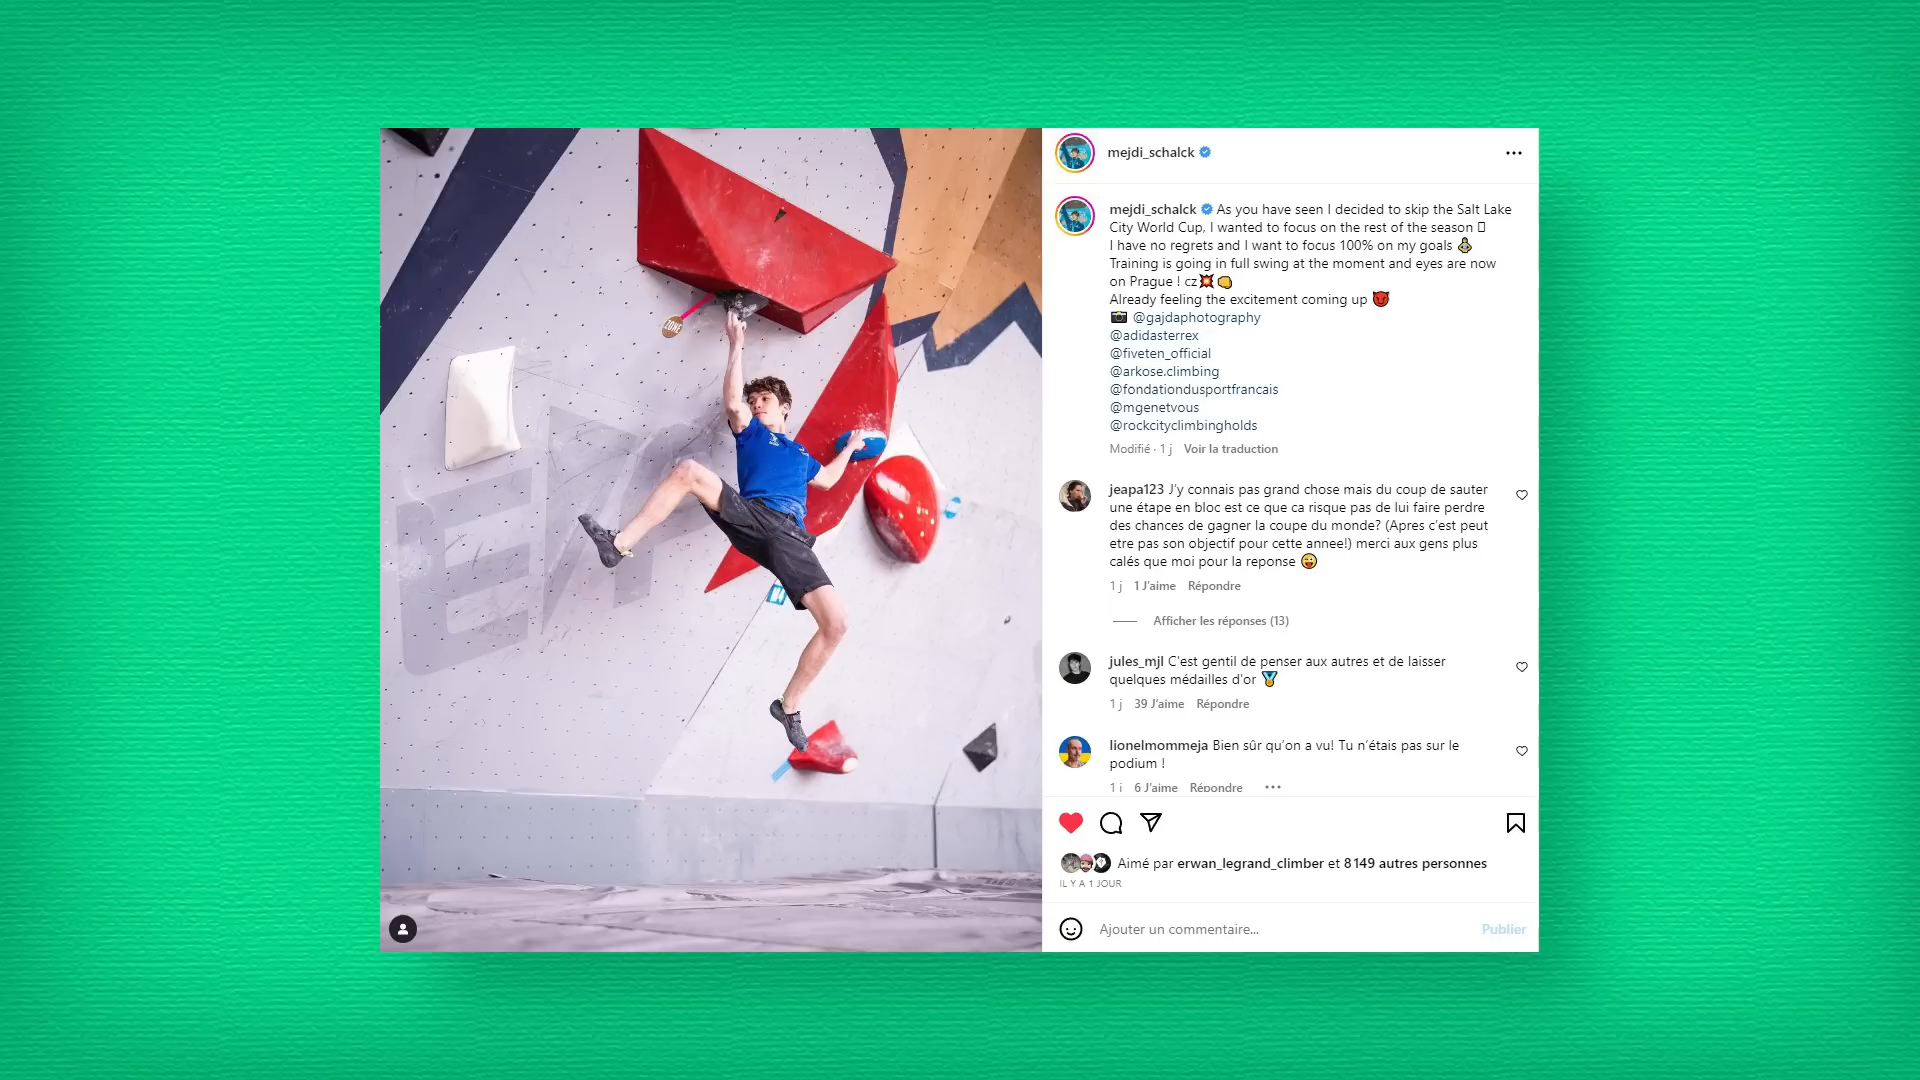 ZONE
mejdi_schalck
mejdi_schalck As you have seen I decided to skip the Salt Lake
City World Cup, I wanted to focus on the rest of the season
I have no regrets and I want to focus 100% on my goals
Training is going in full swing at the moment and eyes are now
on Prague ! cz💥👊
Already feeling the excitement coming up 😈
📷 @gajdaphotography
@adidasterrex
@fiveten_official
@arkose.climbing
@fondationdusportfrancais
@mgenetvous
@rockcityclimbingholds
Modifié · 1 j Voir la traduction
jeapa123 J'y connais pas grand chose mais du coup de sauter
une étape en bloc est ce que ca risque pas de lui faire perdre
des chances de gagner la coupe du monde? (Apres c'est peut
etre pas son objectif pour cette annee!) merci aux gens plus
calés que moi pour la reponse 😜
1 j 1 J'aime Répondre
Afficher les réponses (13)
jules_mjl C'est gentil de penser aux autres et de laisser
quelques médailles d'or 🏅
1 j 39 J'aime Répondre
lionelmommeja Bien sûr qu'on a vu! Tu n'étais pas sur le
podium !
1 j 6 J'aime Répondre
Aimé par erwan_legrand_climber et 8 149 autres personnes
IL Y A 1 JOUR
Ajouter un commentaire...
Publier